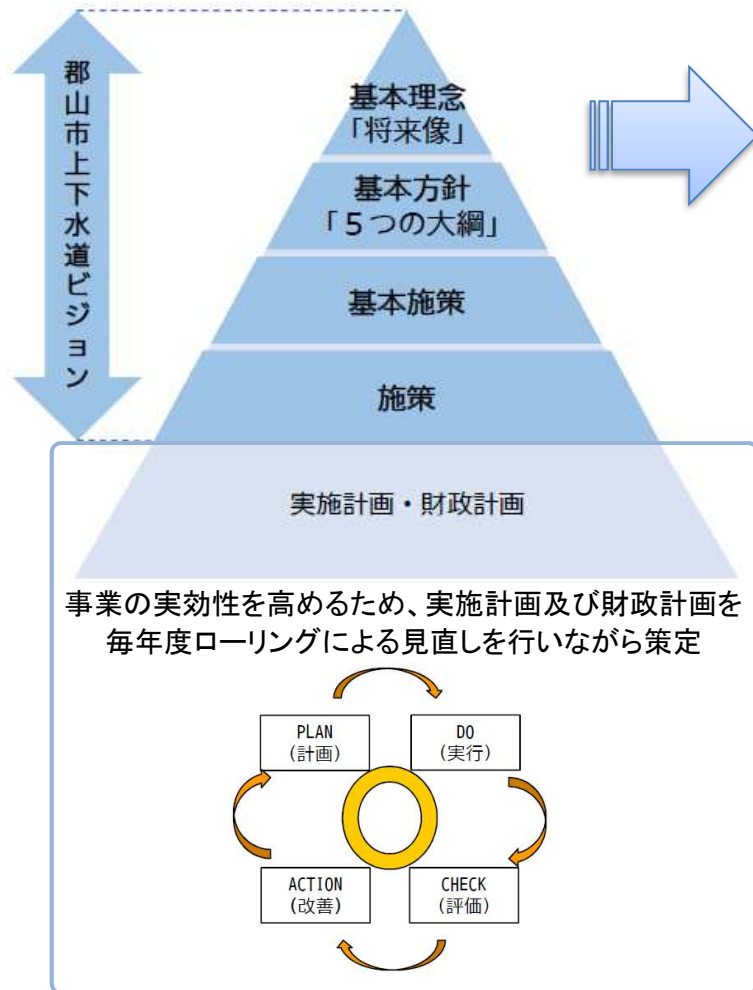 郡山市上下水道ビジョン
基本理念
「将来像」
基本方針
「５つの大綱」
基本施策
施策
実施計画・財政計画
事業の実効性を高めるため、実施計画及び財政計画を
毎年度ローリングによる見直しを行いながら策定
PLAN
(計画)
DO
(実行)
ACTION
(改善)
CHECK
(評価)